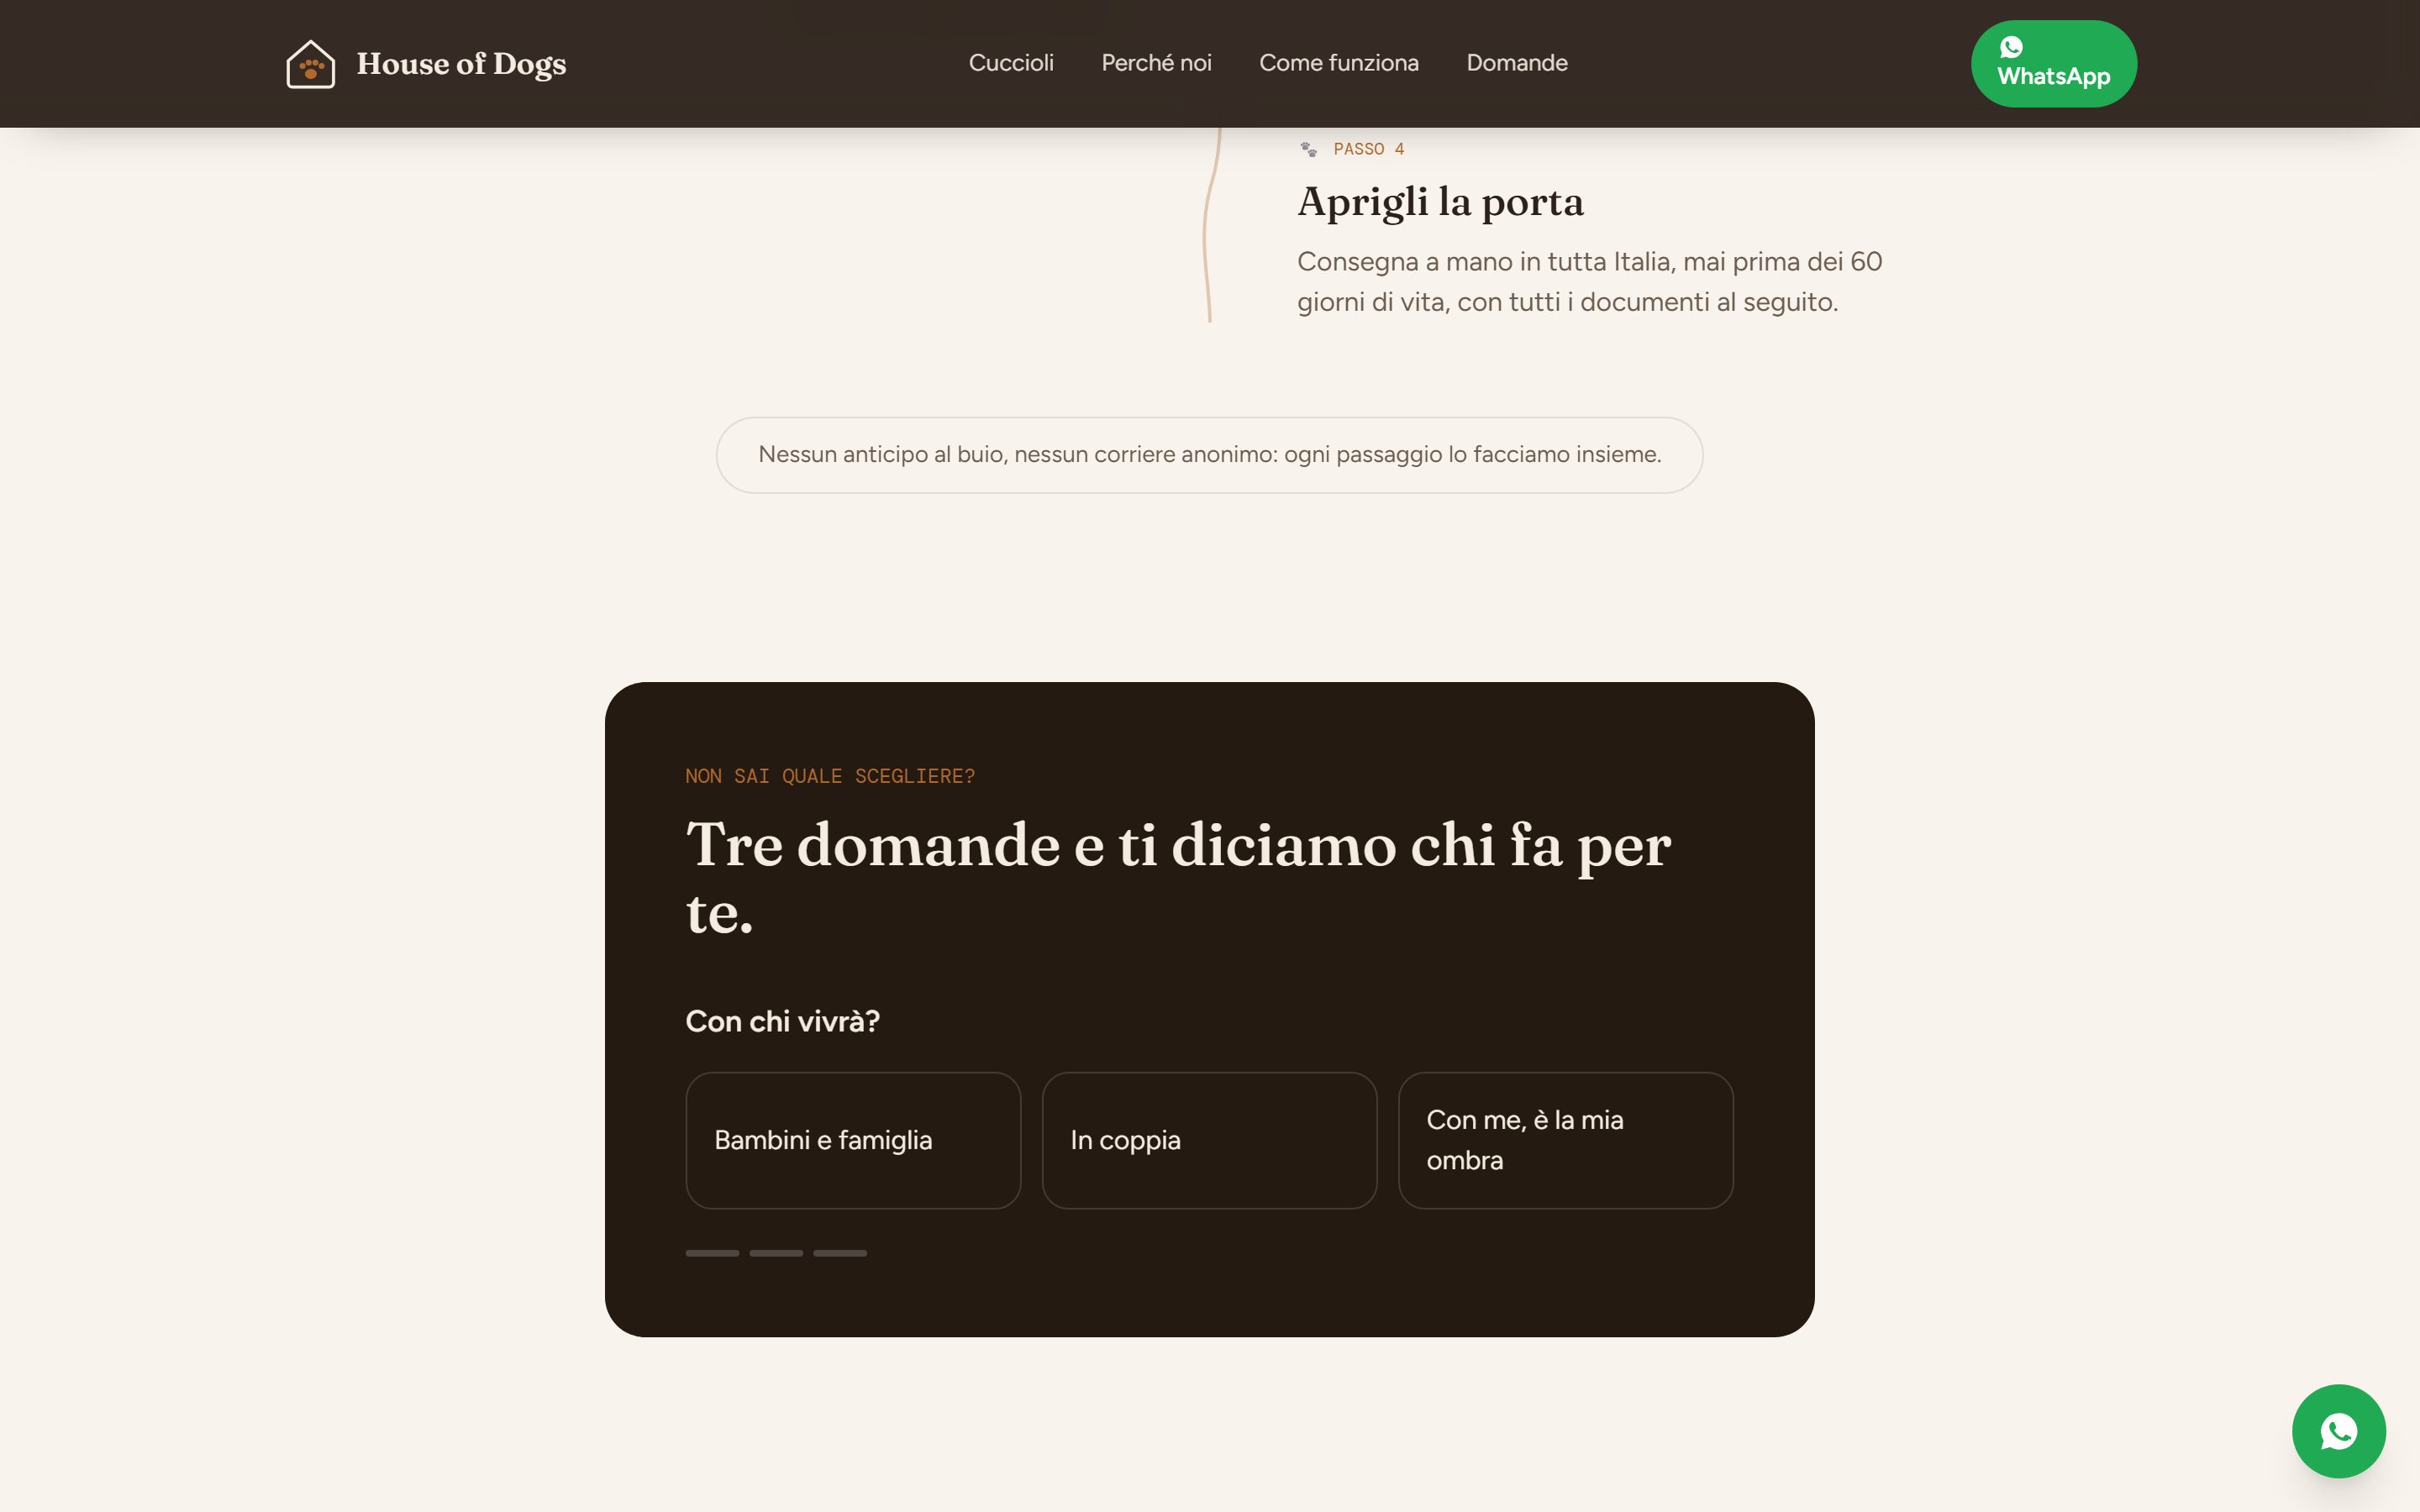 House of Dogs
Cuccioli
Perché noi
Come funziona
Domande
WhatsApp
PASSO 4
Aprigli la porta
Consegna a mano in tutta Italia, mai prima dei 60
giorni di vita, con tutti i documenti al seguito.
Nessun anticipo al buio, nessun corriere anonimo: ogni passaggio lo facciamo insieme.
NON SAI QUALE SCEGLIERE?
Tre domande e ti diciamo chi fa per
te.
Con chi vivrà?
Bambini e famiglia
In coppia
Con me, è la mia
ombra